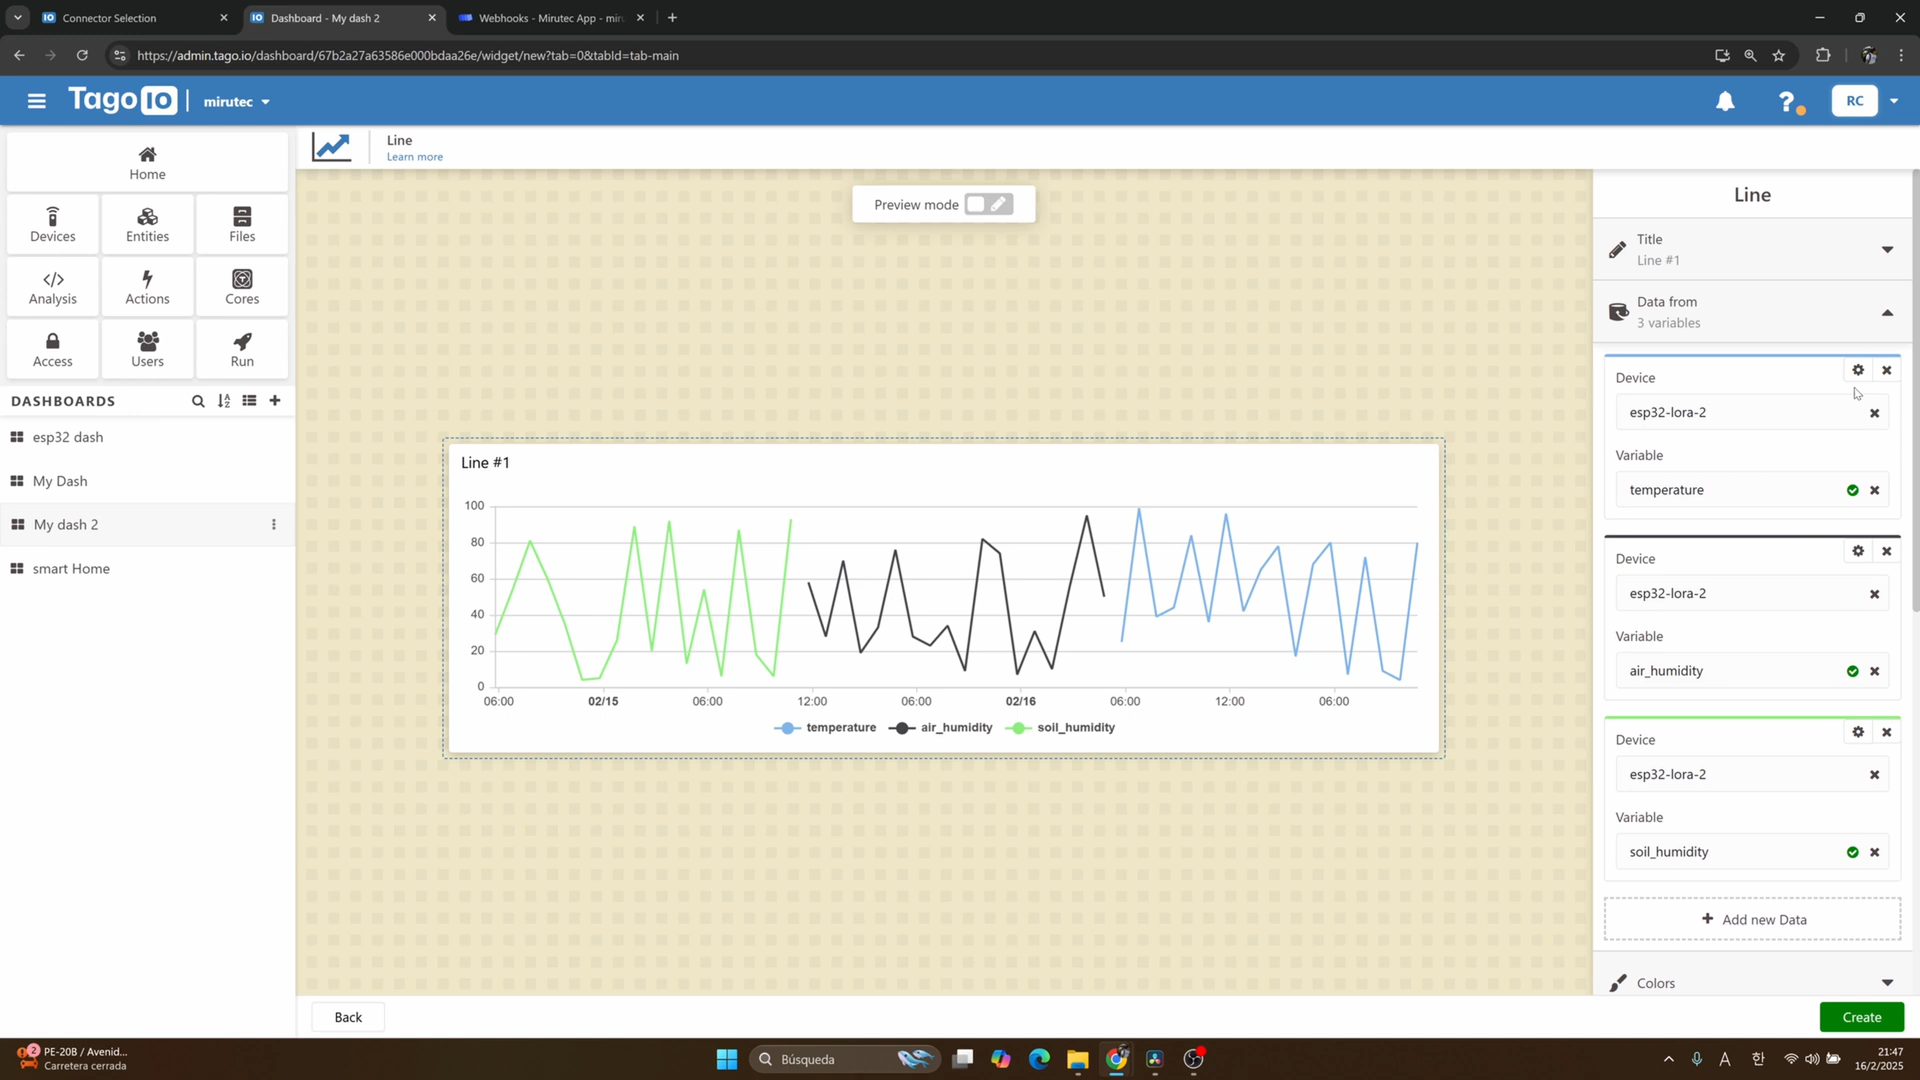 Connector Selection
Dashboard - My dash 2
Webhooks - Mirutec App - mir
https://admin.tago.io/dashboard/67b2a27a63586e000bdaa26e/widget/new?tab=0&tabId=tab-main
Tago IO
mirutec
?
RC
Home
Devices
Entities
Files
Analysis
Actions
Cores
Access
Users
Run
DASHBOARDS
esp32 dash
My Dash
My dash 2
smart Home
Line
Learn more
Preview mode
Line #1
100
80
60
40
20
0
06:00
02/15
06:00
12:00
06:00
02/16
06:00
12:00
06:00
temperature
air_humidity
soil_humidity
Line
Title
Line #1
Data from
3 variables
Device
esp32-lora-2
Variable
temperature
Device
esp32-lora-2
Variable
air_humidity
Device
esp32-lora-2
Variable
soil_humidity
+ Add new Data
Colors
Back
Create
2
PE-20B / Avenid...
Carretera cerrada
Búsqueda
A
한
21:47
16/2/2025